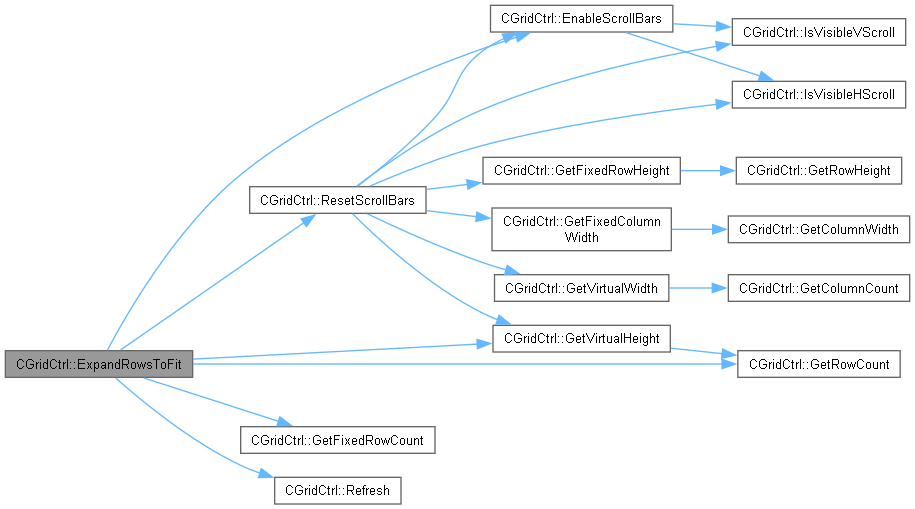 CGridCtrl::EnableScrollBars
CGridCtrl::IsVisibleVScroll
CGridCtrl::IsVisibleHScroll
CGridCtrl::GetFixedRowHeight
CGridCtrl::GetRowHeight
CGridCtrl::ResetScrollBars
CGridCtrl::GetFixedColumn
Width
CGridCtrl::GetColumnWidth
CGridCtrl::GetVirtualWidth
CGridCtrl::GetColumnCount
CGridCtrl::GetVirtualHeight
CGridCtrl::ExpandRowsToFit
CGridCtrl::GetRowCount
CGridCtrl::GetFixedRowCount
CGridCtrl::Refresh